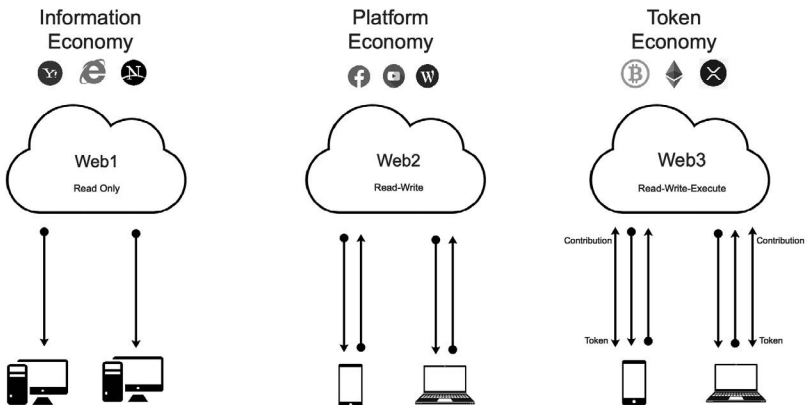 Information
Economy
Y!
e
N
Web1
Read Only
Platform
Economy
f
W
Web2
Read-Write
Token
Economy
₿
X
Web3
Read-Write-Execute
Contribution
Contribution
Token
Token